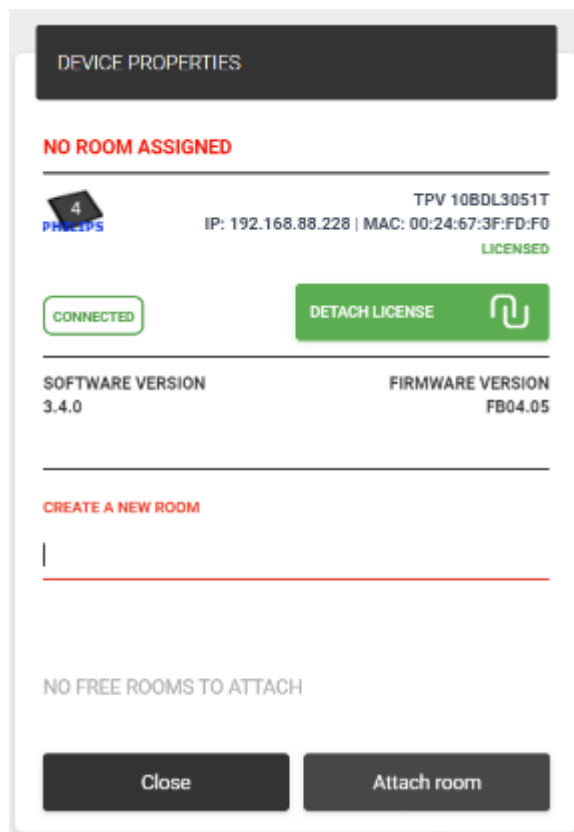 DEVICE PROPERTIES
NO ROOM ASSIGNED
4
PHILIPS
TPV 10BDL3051T
IP: 192.168.88.228 | MAC: 00:24:67:3F:FD:F0
LICENSED
CONNECTED
DETACH LICENSE
SOFTWARE VERSION
3.4.0
FIRMWARE VERSION
FB04.05
CREATE A NEW ROOM
NO FREE ROOMS TO ATTACH
Close
Attach room